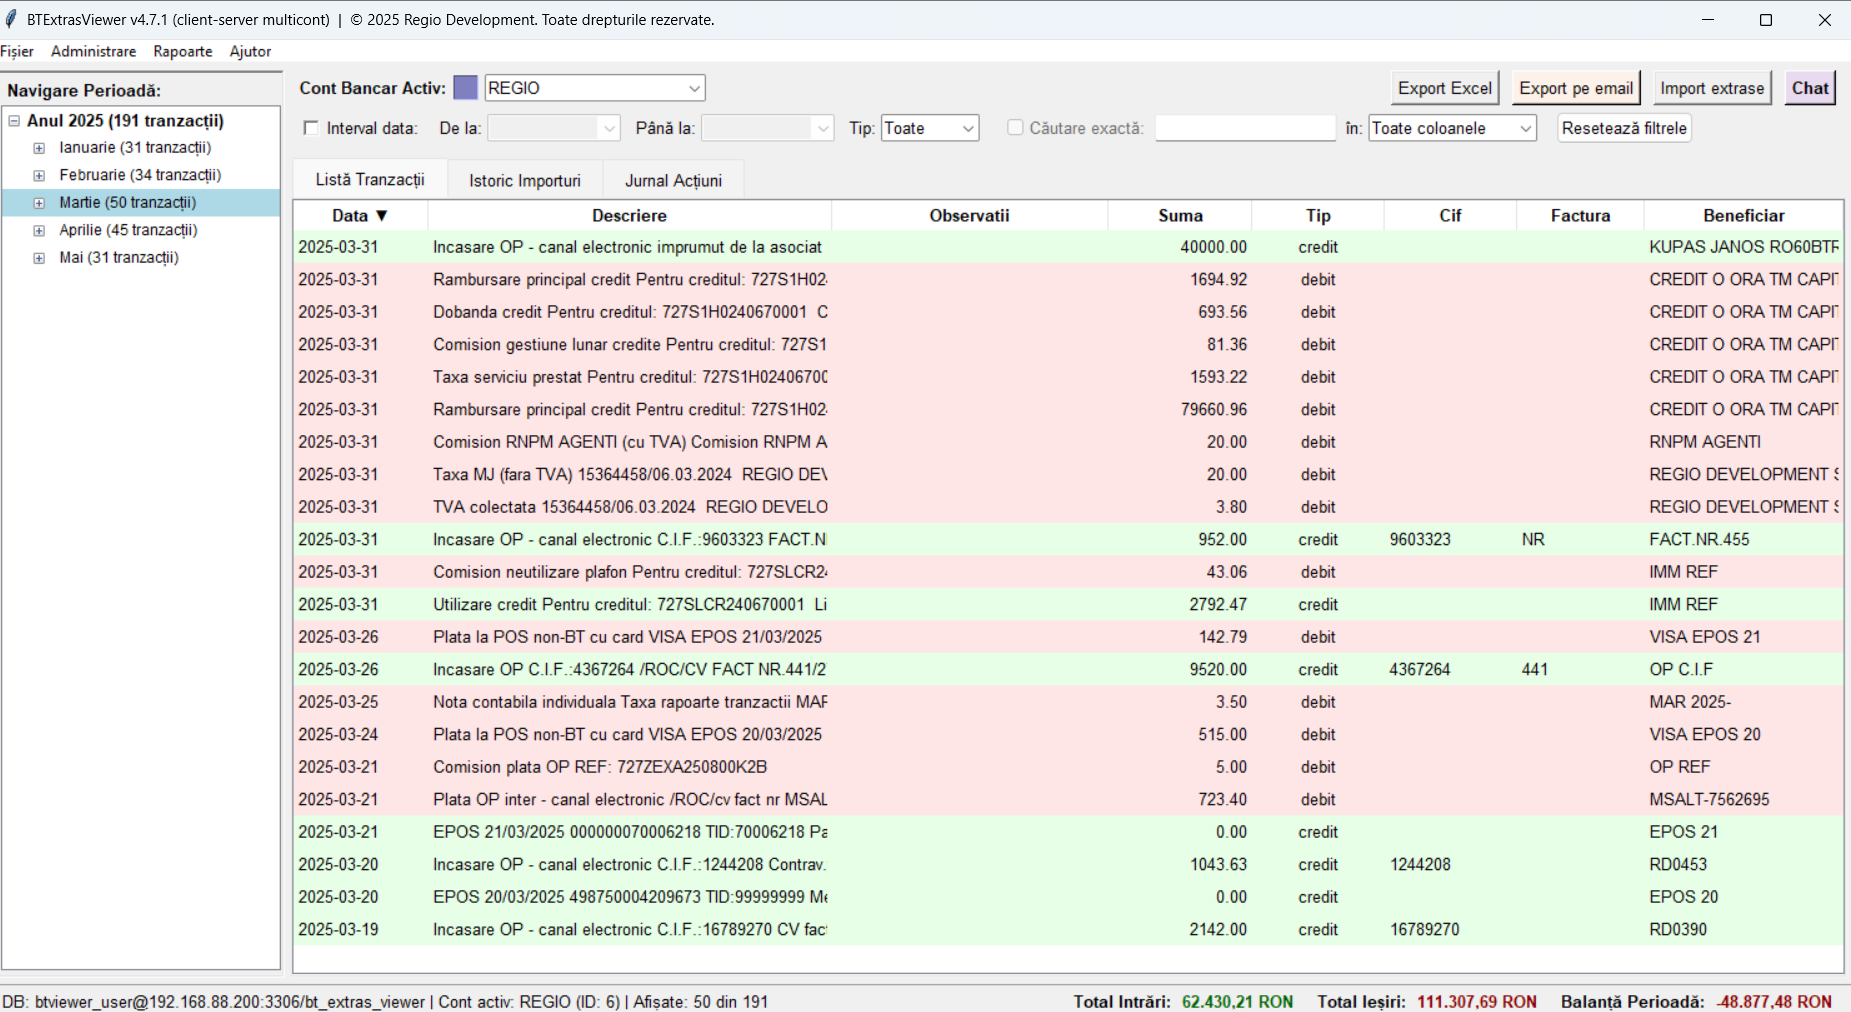 BTExtrasViewer v4.7.1 (client-server multicont) | © 2025 Regio Development. Toate drepturile rezervate.
Fișier Administrare Rapoarte Ajutor
Navigare Perioadă:
Anul 2025 (191 tranzacții)
Ianuarie (31 tranzacții)
Februarie (34 tranzacții)
Martie (50 tranzacții)
Aprilie (45 tranzacții)
Mai (31 tranzacții)
Cont Bancar Activ: REGIO Export Excel Export pe email Import extrase Chat
Interval data: De la: Până la: Tip: Toate Căutare exactă: în: Toate coloanele Resetează filtrele
Listă Tranzacții Istoric Importuri Jurnal Acțiuni
Data ▼ Descriere Observatii Suma Tip Cif Factura Beneficiar
2025-03-31 Incasare OP - canal electronic imprumut de la asociat 40000.00 credit KUPAS JANOS RO60BTR
2025-03-31 Rambursare principal credit Pentru creditul: 727S1H024 1694.92 debit CREDIT O ORA TM CAPIT
2025-03-31 Dobanda credit Pentru creditul: 727S1H0240670001 C 693.56 debit CREDIT O ORA TM CAPIT
2025-03-31 Comision gestiune lunar credite Pentru creditul: 727S1 81.36 debit CREDIT O ORA TM CAPIT
2025-03-31 Taxa serviciu prestat Pentru creditul: 727S1H02406700 1593.22 debit CREDIT O ORA TM CAPIT
2025-03-31 Rambursare principal credit Pentru creditul: 727S1H024 79660.96 debit CREDIT O ORA TM CAPIT
2025-03-31 Comision RNPM AGENTI (cu TVA) Comision RNPM A 20.00 debit RNPM AGENTI
2025-03-31 Taxa MJ (fara TVA) 15364458/06.03.2024 REGIO DEV 20.00 debit REGIO DEVELOPMENT S
2025-03-31 TVA colectata 15364458/06.03.2024 REGIO DEVELO 3.80 debit REGIO DEVELOPMENT S
2025-03-31 Incasare OP - canal electronic C.I.F.:9603323 FACT.N 952.00 credit 9603323 NR FACT.NR.455
2025-03-31 Comision neutilizare plafon Pentru creditul: 727SLCR24 43.06 debit IMM REF
2025-03-31 Utilizare credit Pentru creditul: 727SLCR240670001 Li 2792.47 credit IMM REF
2025-03-26 Plata la POS non-BT cu card VISA EPOS 21/03/2025 142.79 debit VISA EPOS 21
2025-03-26 Incasare OP C.I.F.:4367264 /ROC/CV FACT NR.441/2 9520.00 credit 4367264 441 OP C.I.F
2025-03-25 Nota contabila individuala Taxa rapoarte tranzactii MAR 3.50 debit MAR 2025-
2025-03-24 Plata la POS non-BT cu card VISA EPOS 20/03/2025 515.00 debit VISA EPOS 20
2025-03-21 Comision plata OP REF: 727ZEXA250800K2B 5.00 debit OP REF
2025-03-21 Plata OP inter - canal electronic /ROC/cv fact nr MSAL 723.40 debit MSALT-7562695
2025-03-21 EPOS 21/03/2025 000000070006218 TID:70006218 Pa 0.00 credit EPOS 21
2025-03-20 Incasare OP - canal electronic C.I.F.:1244208 Contrav. 1043.63 credit 1244208 RD0453
2025-03-20 EPOS 20/03/2025 498750004209673 TID:99999999 Me 0.00 credit EPOS 20
2025-03-19 Incasare OP - canal electronic C.I.F.:16789270 CV fact 2142.00 credit 16789270 RD0390
DB: btviewer_user@192.168.88.200:3306/bt_extras_viewer | Cont activ: REGIO (ID: 6) | Afișate: 50 din 191 Total Intrări: 62.430,21 RON Total Ieșiri: 111.307,69 RON Balanță Perioadă: -48.877,48 RON